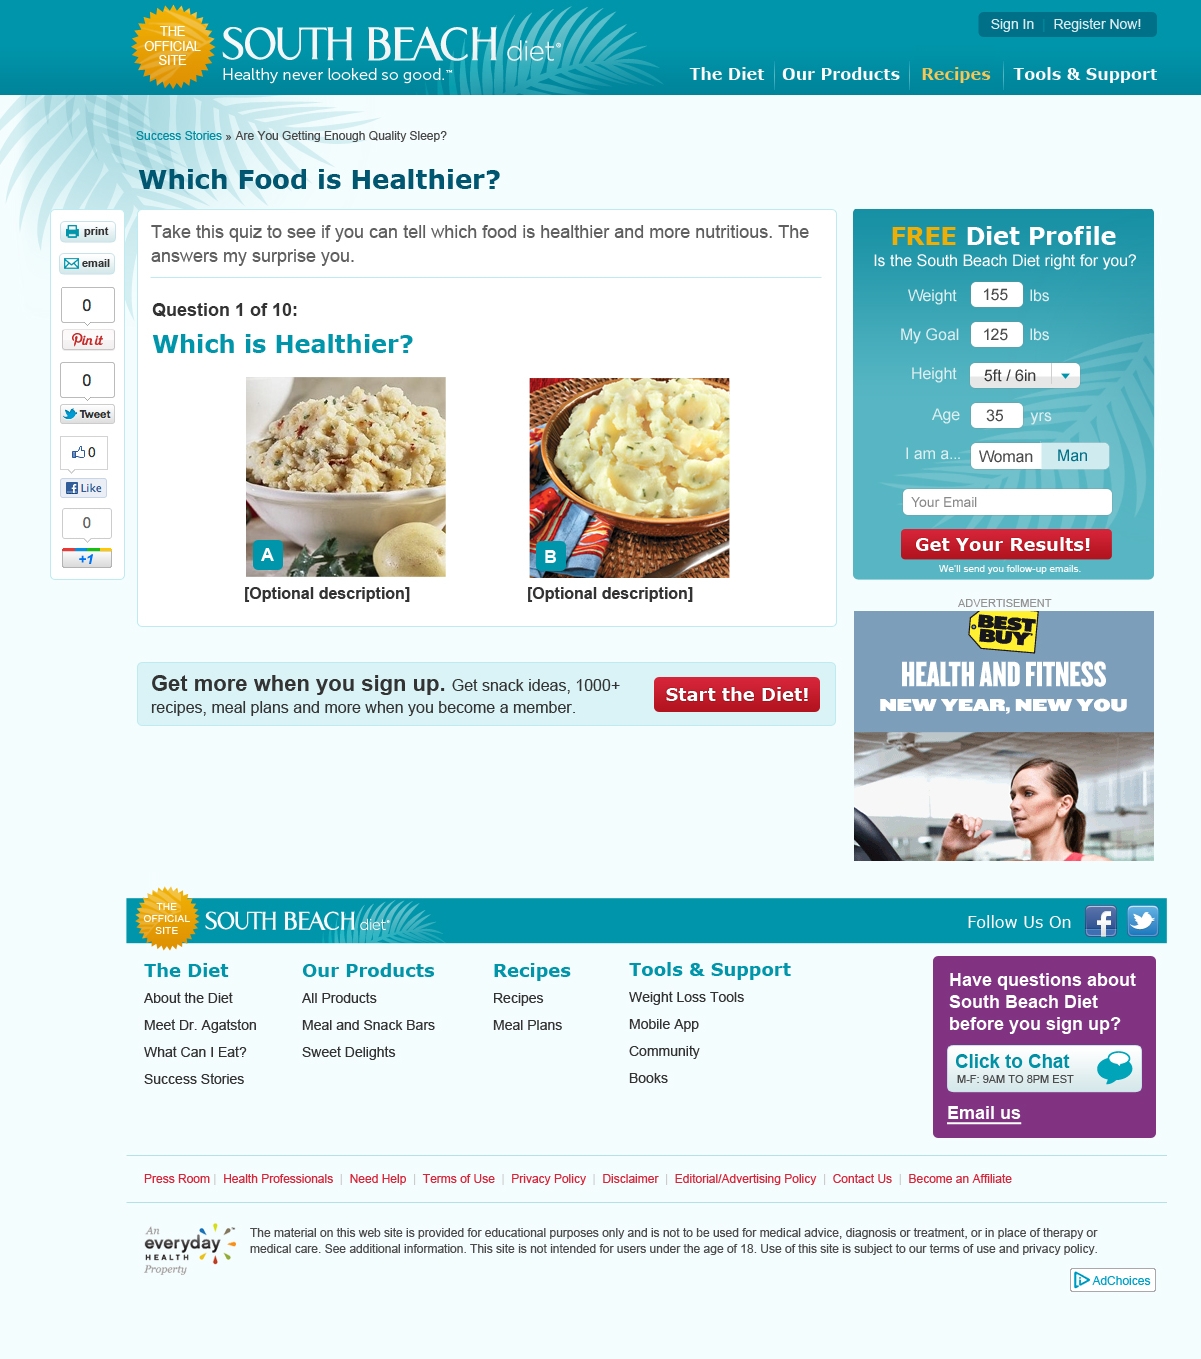 THE
OFFICIAL
SITE
SOUTH BEACH diet®
Healthy never looked so good.™
Sign In | Register Now!
The Diet
Our Products
Recipes
Tools & Support
Success Stories » Are You Getting Enough Quality Sleep?
Which Food is Healthier?
print
email
0
Pin it
0
Tweet
0
Like
0
+1
Take this quiz to see if you can tell which food is healthier and more nutritious. The
answers my surprise you.
Question 1 of 10:
Which is Healthier?
A
B
[Optional description]
[Optional description]
Get more when you sign up. Get snack ideas, 1000+
recipes, meal plans and more when you become a member.
Start the Diet!
FREE Diet Profile
Is the South Beach Diet right for you?
Weight 155 lbs
My Goal 125 lbs
Height 5ft / 6in
Age 35 yrs
I am a... Woman Man
Your Email
Get Your Results!
We'll send you follow-up emails.
ADVERTISEMENT
BEST
BUY
HEALTH AND FITNESS
NEW YEAR, NEW YOU
THE
OFFICIAL
SITE
SOUTH BEACH diet®
Follow Us On
The Diet
About the Diet
Meet Dr. Agatston
What Can I Eat?
Success Stories
Our Products
All Products
Meal and Snack Bars
Sweet Delights
Recipes
Recipes
Meal Plans
Tools & Support
Weight Loss Tools
Mobile App
Community
Books
Have questions about
South Beach Diet
before you sign up?
Click to Chat
M-F: 9AM TO 8PM EST
Email us
Press Room | Health Professionals | Need Help | Terms of Use | Privacy Policy | Disclaimer | Editorial/Advertising Policy | Contact Us | Become an Affiliate
An
everyday
HEALTH
Property
The material on this web site is provided for educational purposes only and is not to be used for medical advice, diagnosis or treatment, or in place of therapy or
medical care. See additional information. This site is not intended for users under the age of 18. Use of this site is subject to our terms of use and privacy policy.
AdChoices